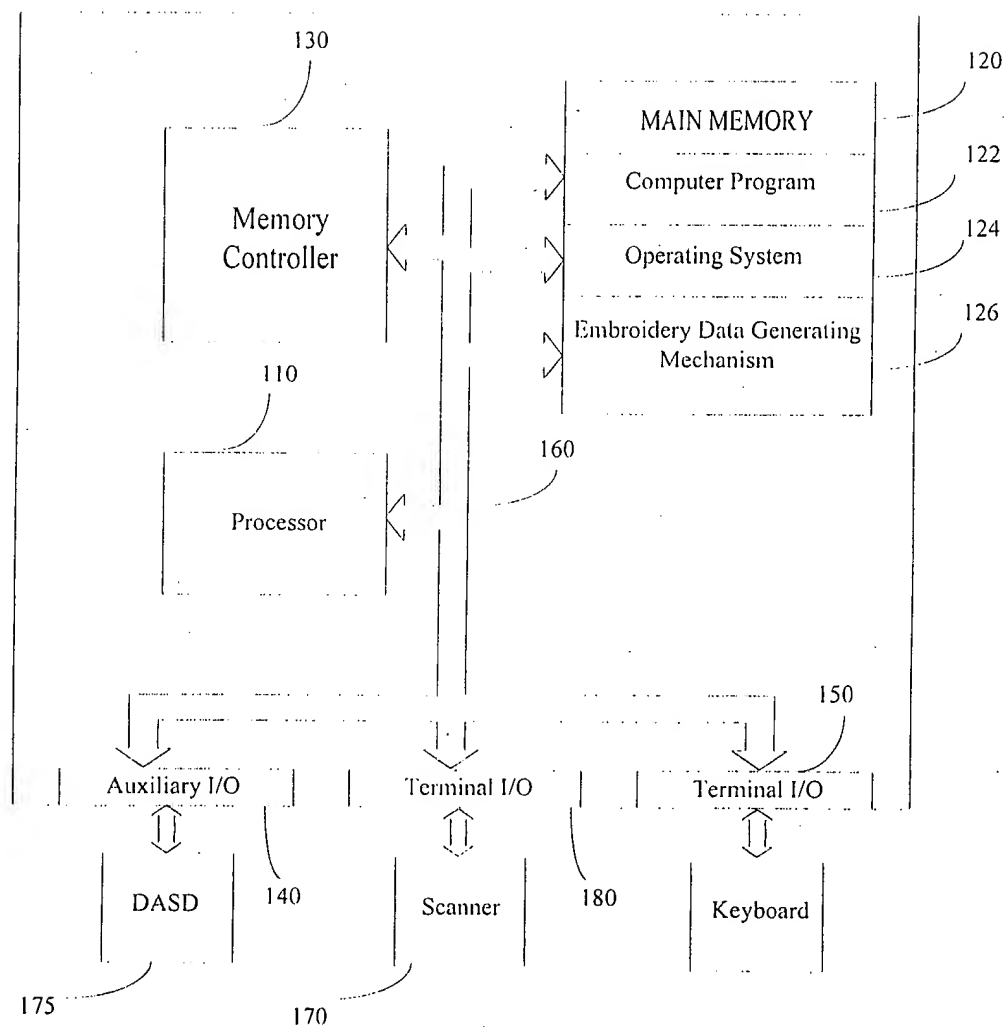 130
120
MAIN MEMORY
122
Computer Program
Memory
Controller
124
Operating System
126
Embroidery Data Generating
Mechanism
110
160
Processor
150
Auxiliary I/O
Terminal I/O
Terminal I/O
140
180
DASD
Scanner
Keyboard
175
170